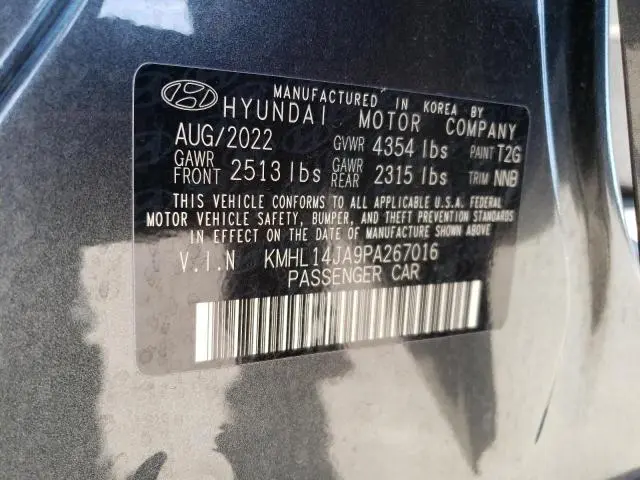 MANUFACTURED IN KOREA BY
HYUNDAI MOTOR COMPANY
AUG/2022 GVWR 4354 lbs PAINT T2G
GAWR FRONT 2513 lbs GAWR REAR 2315 lbs TRIM NNB
THIS VEHICLE CONFORMS TO ALL APPLICABLE U.S.A. FEDERAL
MOTOR VEHICLE SAFETY, BUMPER, AND THEFT PREVENTION STANDARDS
IN EFFECT ON THE DATE OF MANUFACTURE SHOWN ABOVE.
V.I.N KMHL14JA9PA267016
PASSENGER CAR